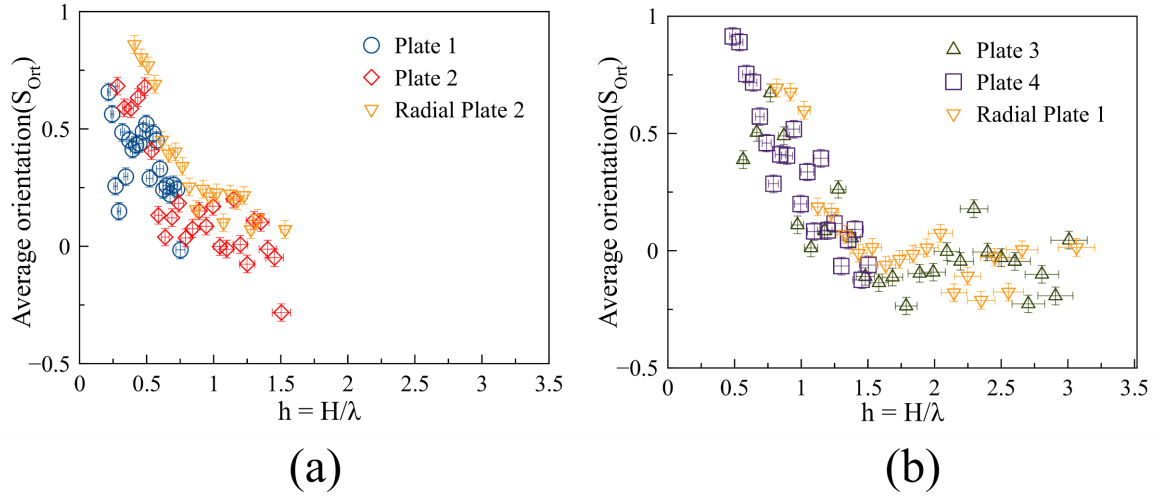 1
0.5
0
−0.5
Average orientation(S_Ort)
Plate 1
Plate 2
Radial Plate 2
0 0.5 1 1.5 2 2.5 3 3.5
h = H/λ
(a)
1
0.5
0
−0.5
Average orientation(S_Ort)
Plate 3
Plate 4
Radial Plate 1
0 0.5 1 1.5 2 2.5 3 3.5
h = H/λ
(b)